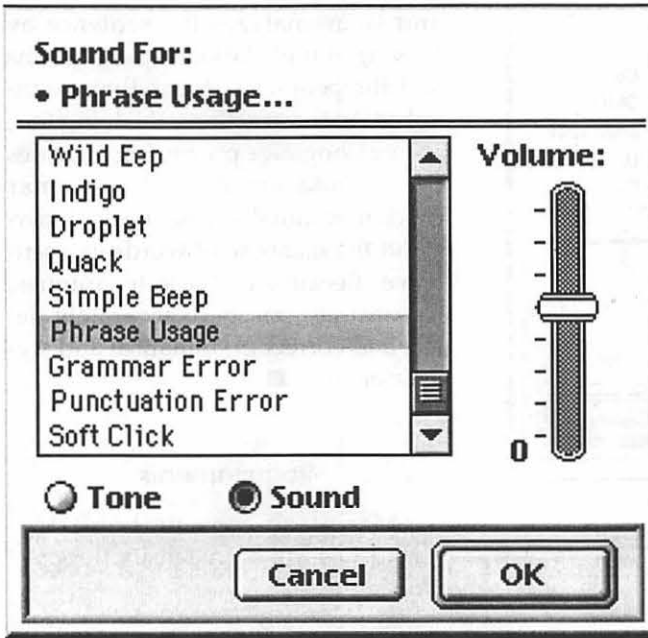 Sound For:
• Phrase Usage...
Wild Eep
Volume:
Indigo
Droplet
Quack
Simple Beep
Phrase Usage
Grammar Error
Punctuation Error
Soft Click
0
Tone
Sound
Cancel
OK